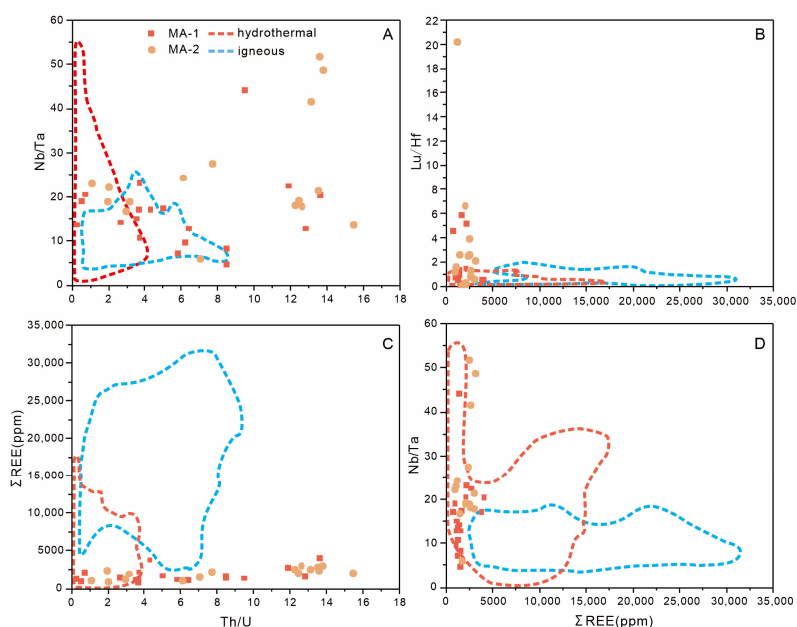 60
50
40
30
20
10
0
Nb/Ta
0 2 4 6 8 10 12 14 16 18
MA-1 hydrothermal
MA-2 igneous
A
22
20
18
16
14
12
10
8
6
4
2
0
Lu/Hf
0 5000 10,000 15,000 20,000 25,000 30,000 35,000
B
35,000
30,000
25,000
20,000
15,000
10,000
5000
0
ΣREE(ppm)
0 2 4 6 8 10 12 14 16 18
Th/U
C
60
50
40
30
20
10
0
Nb/Ta
0 5000 10,000 15,000 20,000 25,000 30,000 35,000
ΣREE(ppm)
D